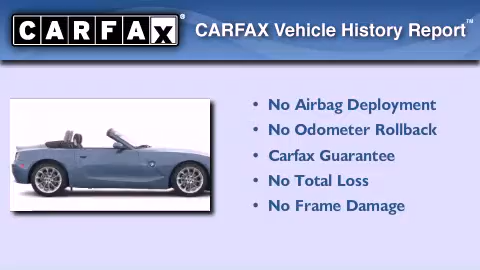 CARFAX® CARFAX Vehicle History Report™
• No Airbag Deployment
• No Odometer Rollback
• Carfax Guarantee
• No Total Loss
• No Frame Damage